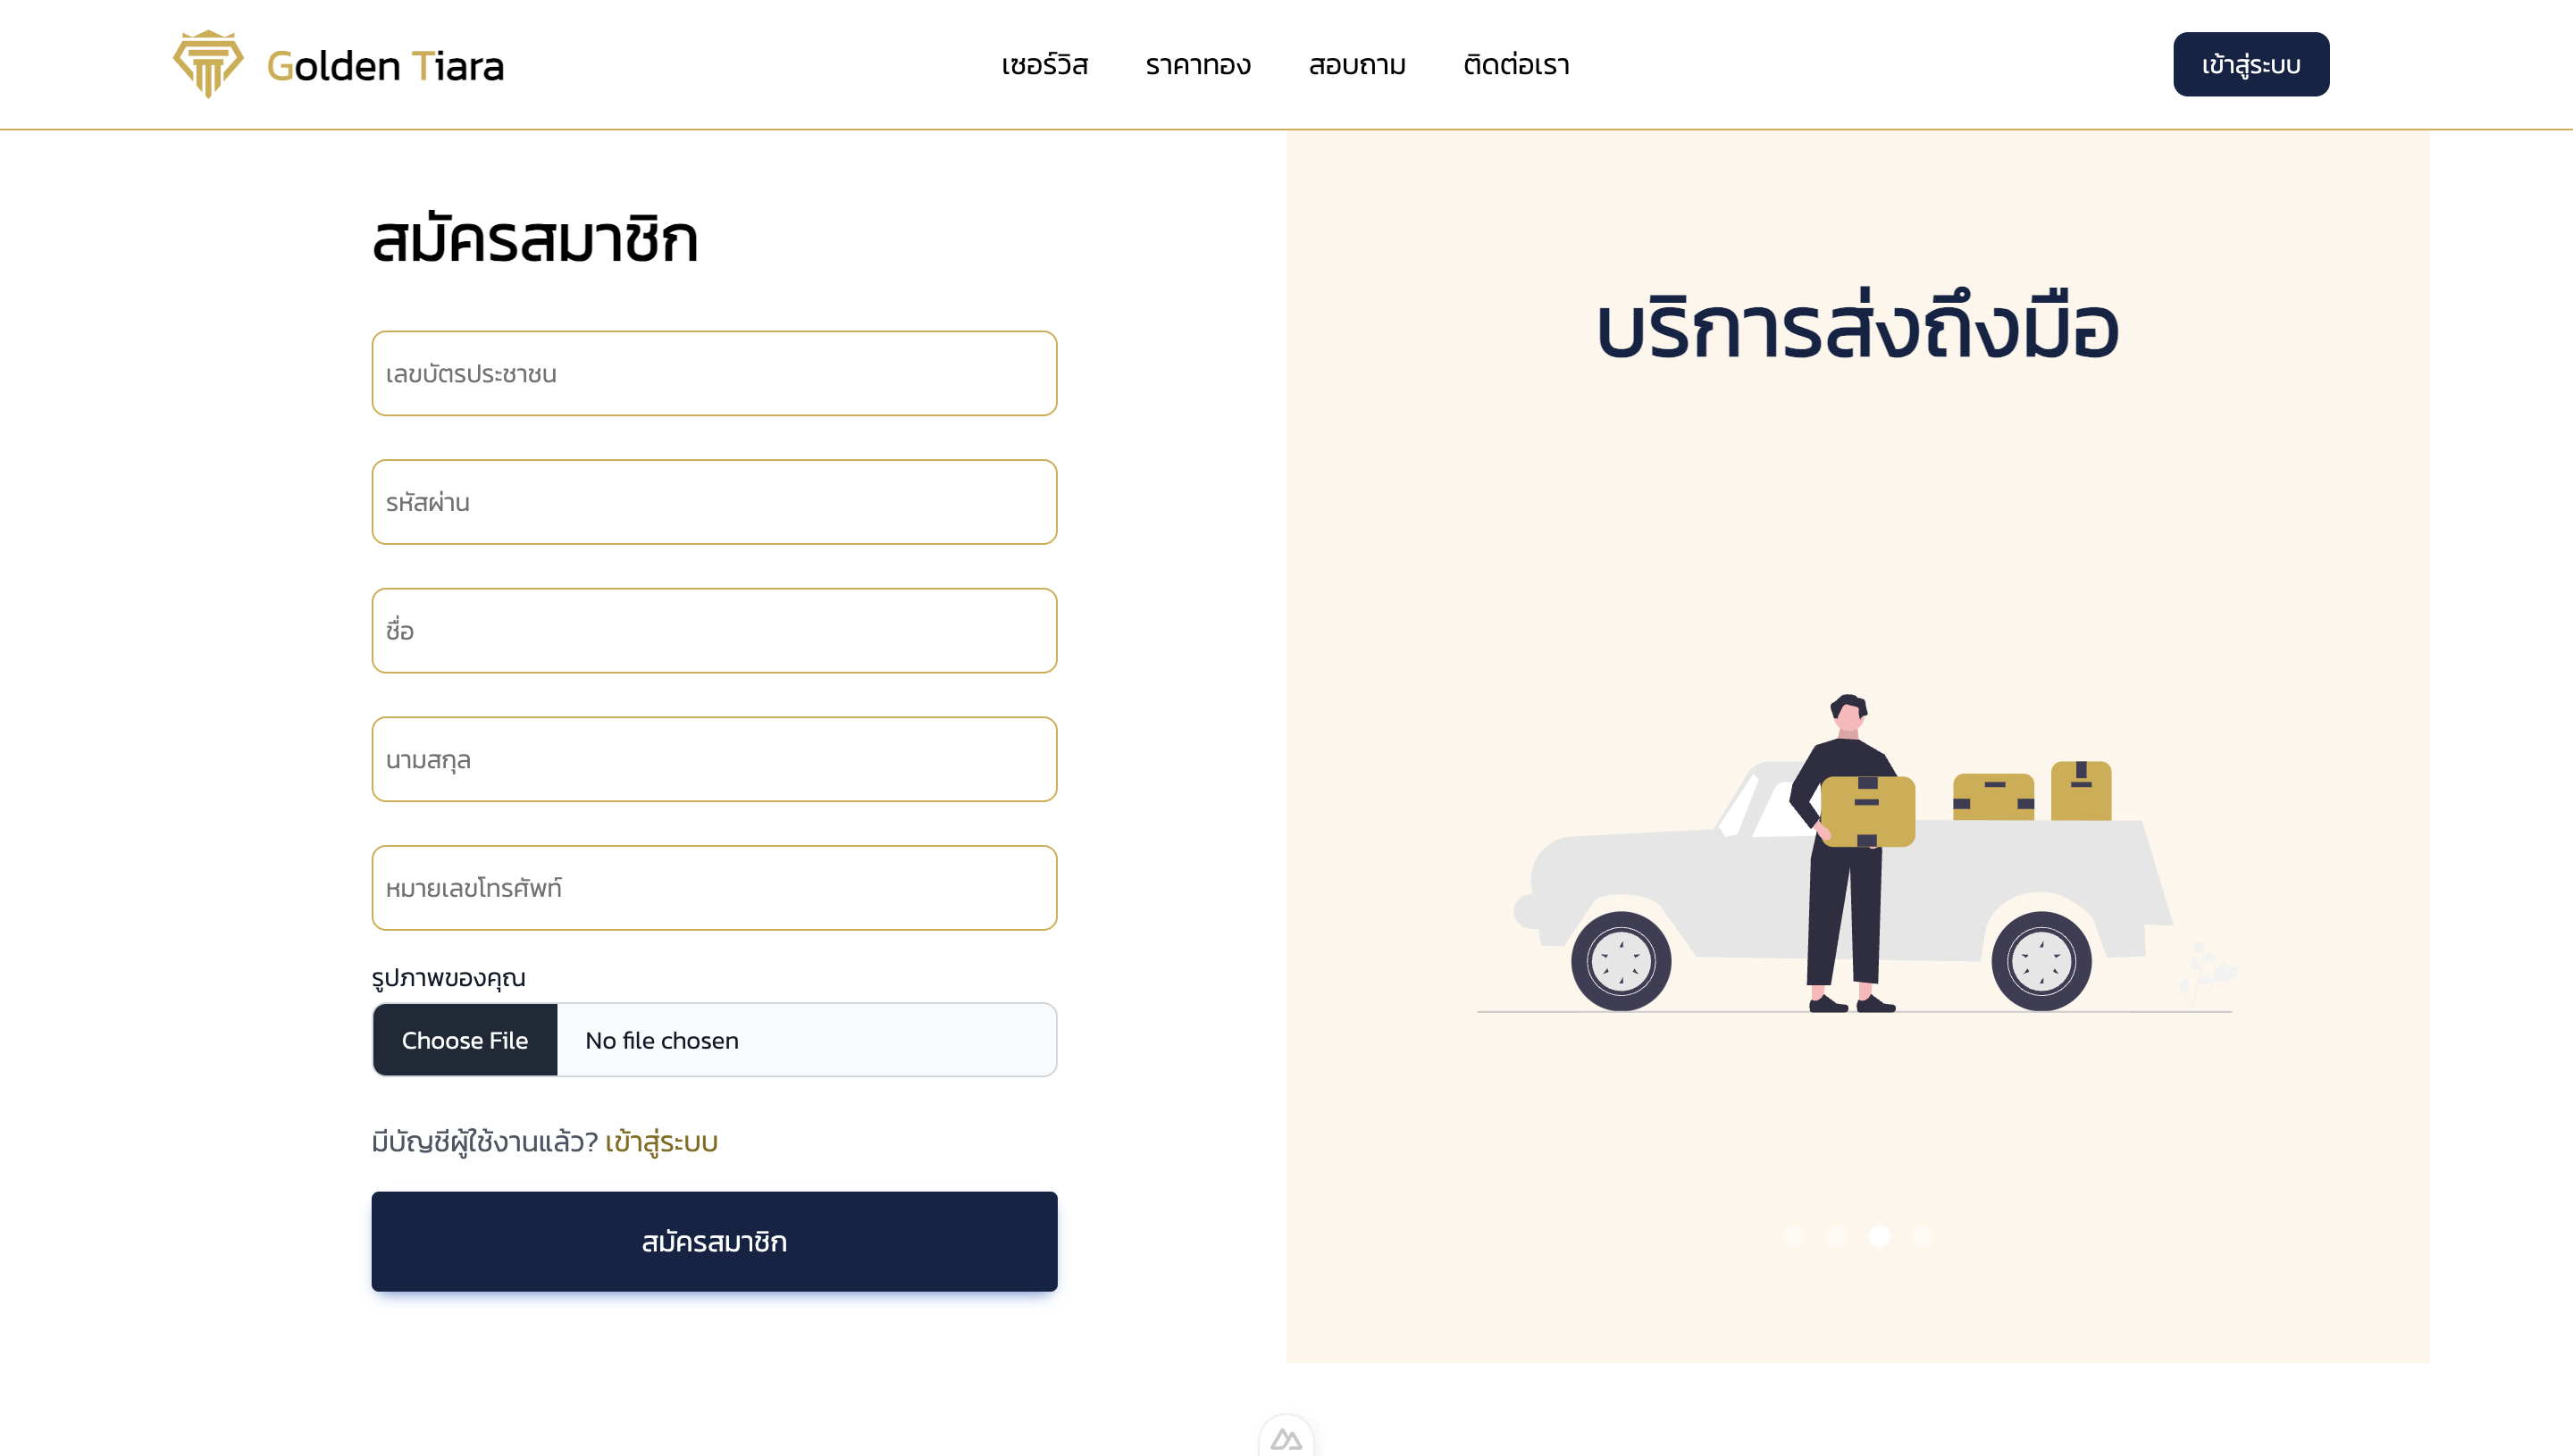 Golden Tiara
เซอร์วิส
ราคาทอง
สอบถาม
ติดต่อเรา
เข้าสู่ระบบ
สมัครสมาชิก
เลขบัตรประชาชน
รหัสผ่าน
ชื่อ
นามสกุล
หมายเลขโทรศัพท์
รูปภาพของคุณ
Choose File No file chosen
มีบัญชีผู้ใช้งานแล้ว? เข้าสู่ระบบ
สมัครสมาชิก
บริการส่งถึงมือ